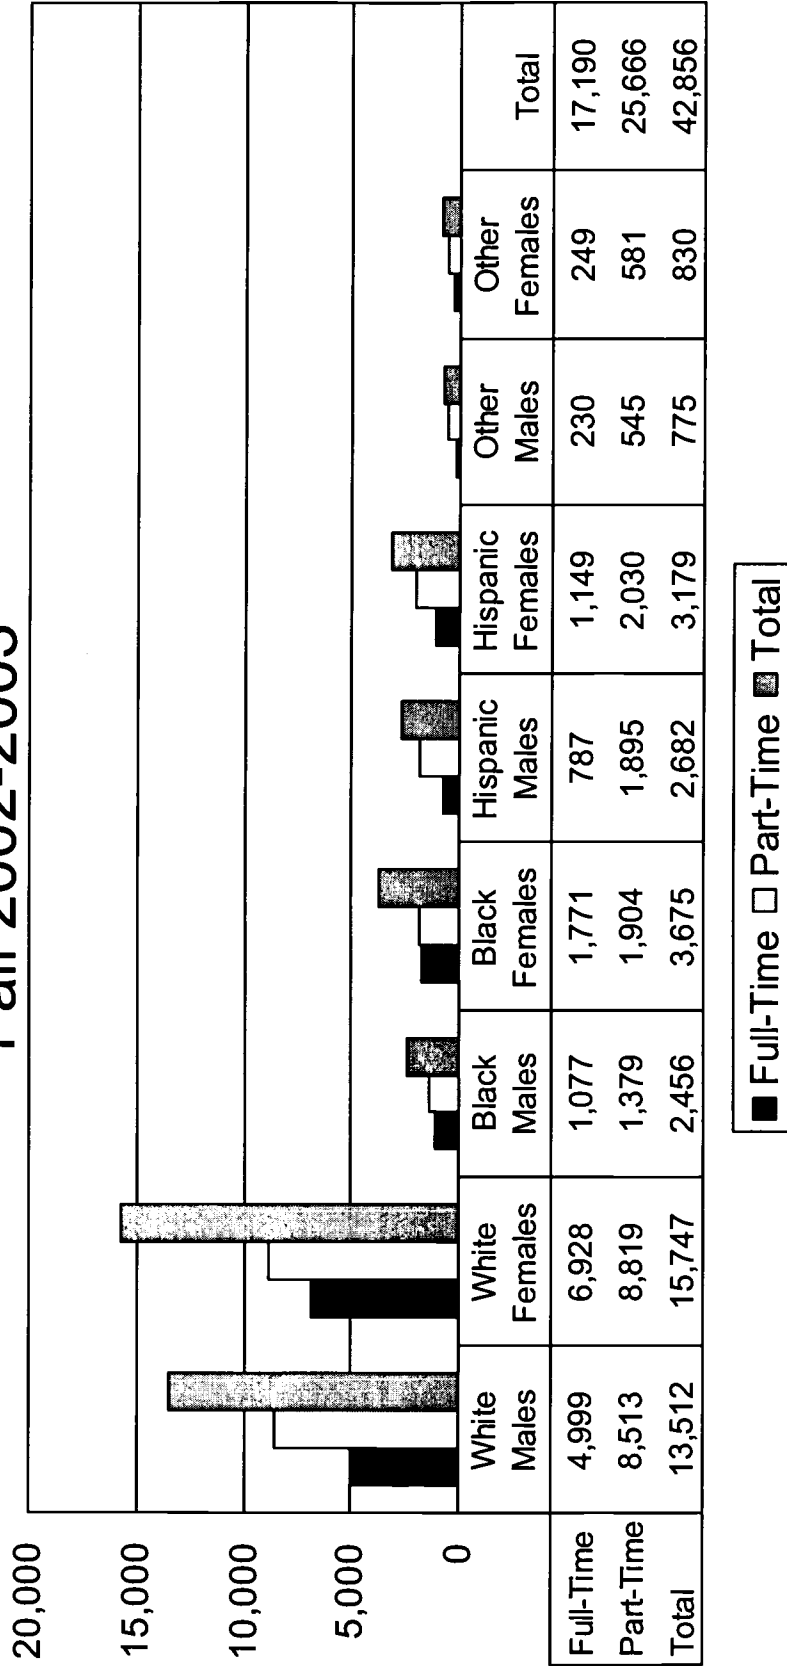 Fall 2002-2003
20,000
15,000
10,000
5,000
0
White Males White Females Black Males Black Females Hispanic Males Hispanic Females Other Males Other Females Total
Full-Time 4,999 6,928 1,077 1,771 787 1,149 230 249 17,190
Part-Time 8,513 8,819 1,379 1,904 1,895 2,030 545 581 25,666
Total 13,512 15,747 2,456 3,675 2,682 3,179 775 830 42,856
Full-Time Part-Time Total